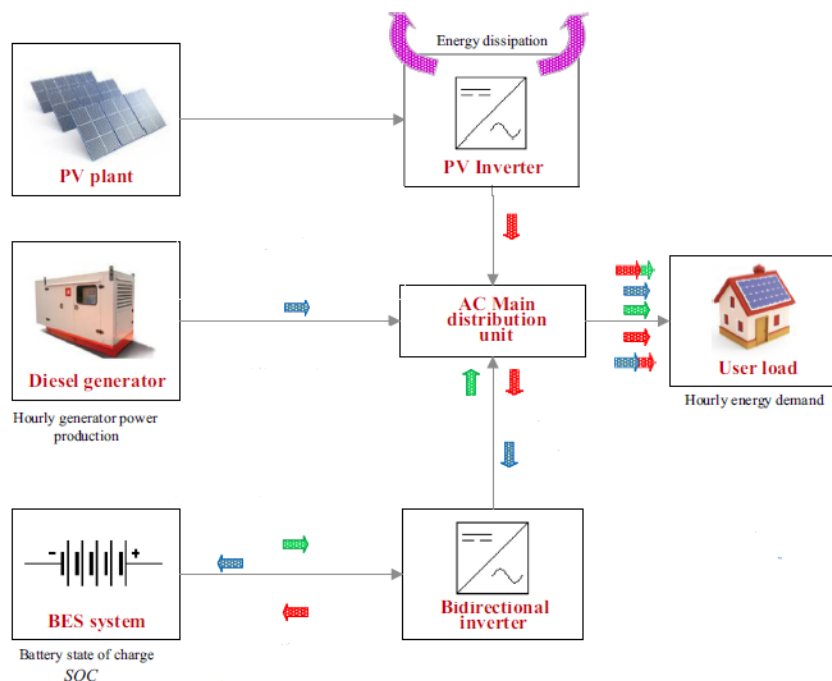 Energy dissipation
PV plant
PV Inverter
AC Main
distribution
unit
Diesel generator
User load
Hourly generator power
production
Hourly energy demand
- +
BES system
Bidirectional
inverter
Battery state of charge
SOC